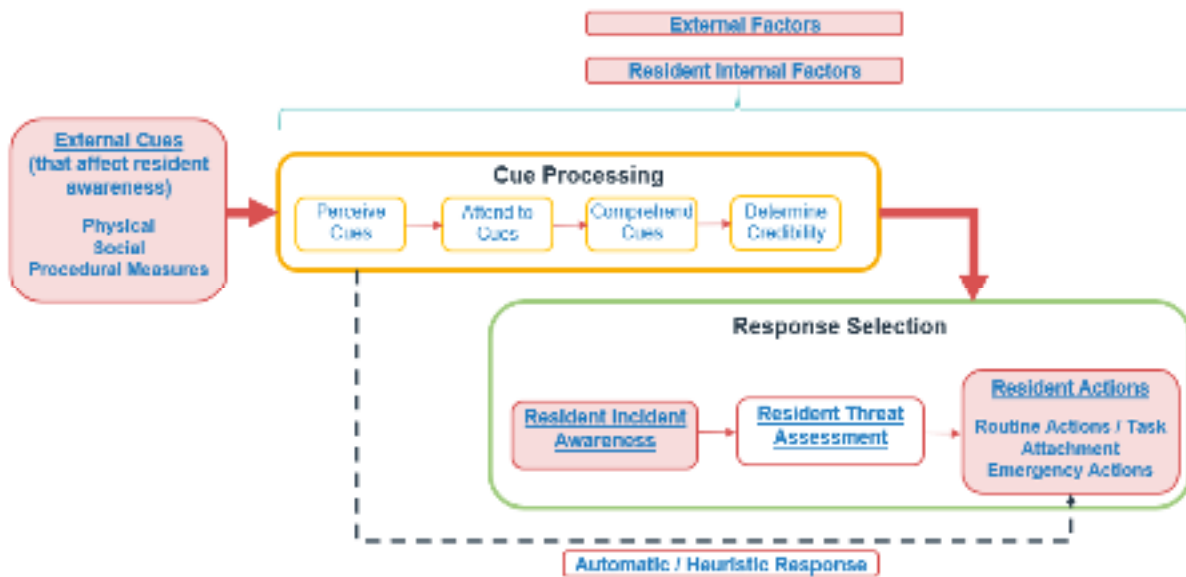 External Factors
Resident Internal Factors
External Cues
(that affect resident
awareness)
Physical
Social
Procedural Measures
Cue Processing
Perceive
Cues
Attend to
Cues
Comprehend
Cues
Determine
Credibility
Response Selection
Resident Incident
Awareness
Resident Threat
Assessment
Resident Actions
Routine Actions / Task
Attachment
Emergency Actions
Automatic / Heuristic Response